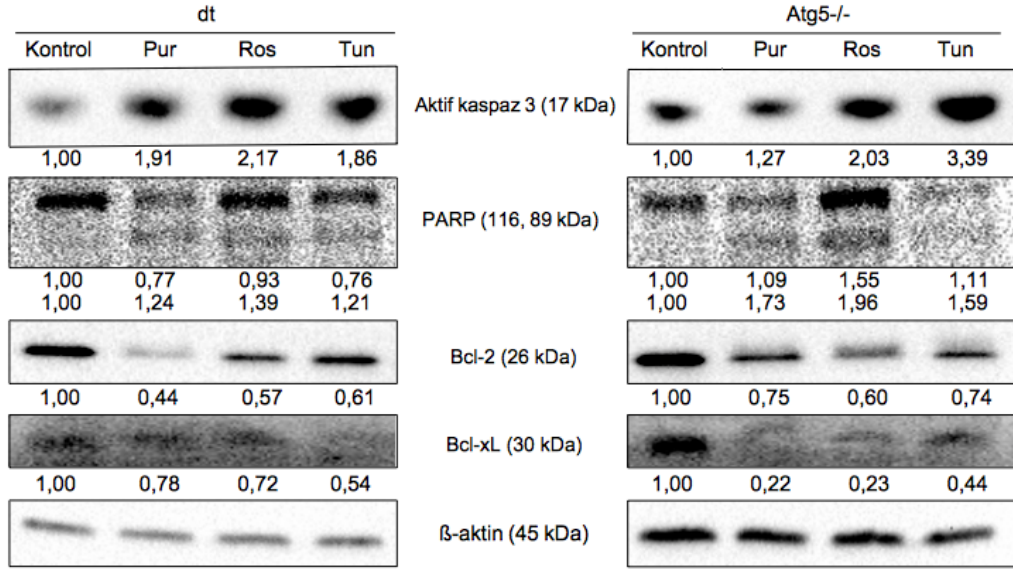 dt Atg5-/-
Kontrol Pur Ros Tun Kontrol Pur Ros Tun
Aktif kaspaz 3 (17 kDa)
1,00 1,91 2,17 1,86 1,00 1,27 2,03 3,39
PARP (116, 89 kDa)
1,00 0,77 0,93 0,76 1,00 1,09 1,55 1,11
1,00 1,24 1,39 1,21 1,00 1,73 1,96 1,59
Bcl-2 (26 kDa)
1,00 0,44 0,57 0,61 1,00 0,75 0,60 0,74
Bcl-xL (30 kDa)
1,00 0,78 0,72 0,54 1,00 0,22 0,23 0,44
ß-aktin (45 kDa)